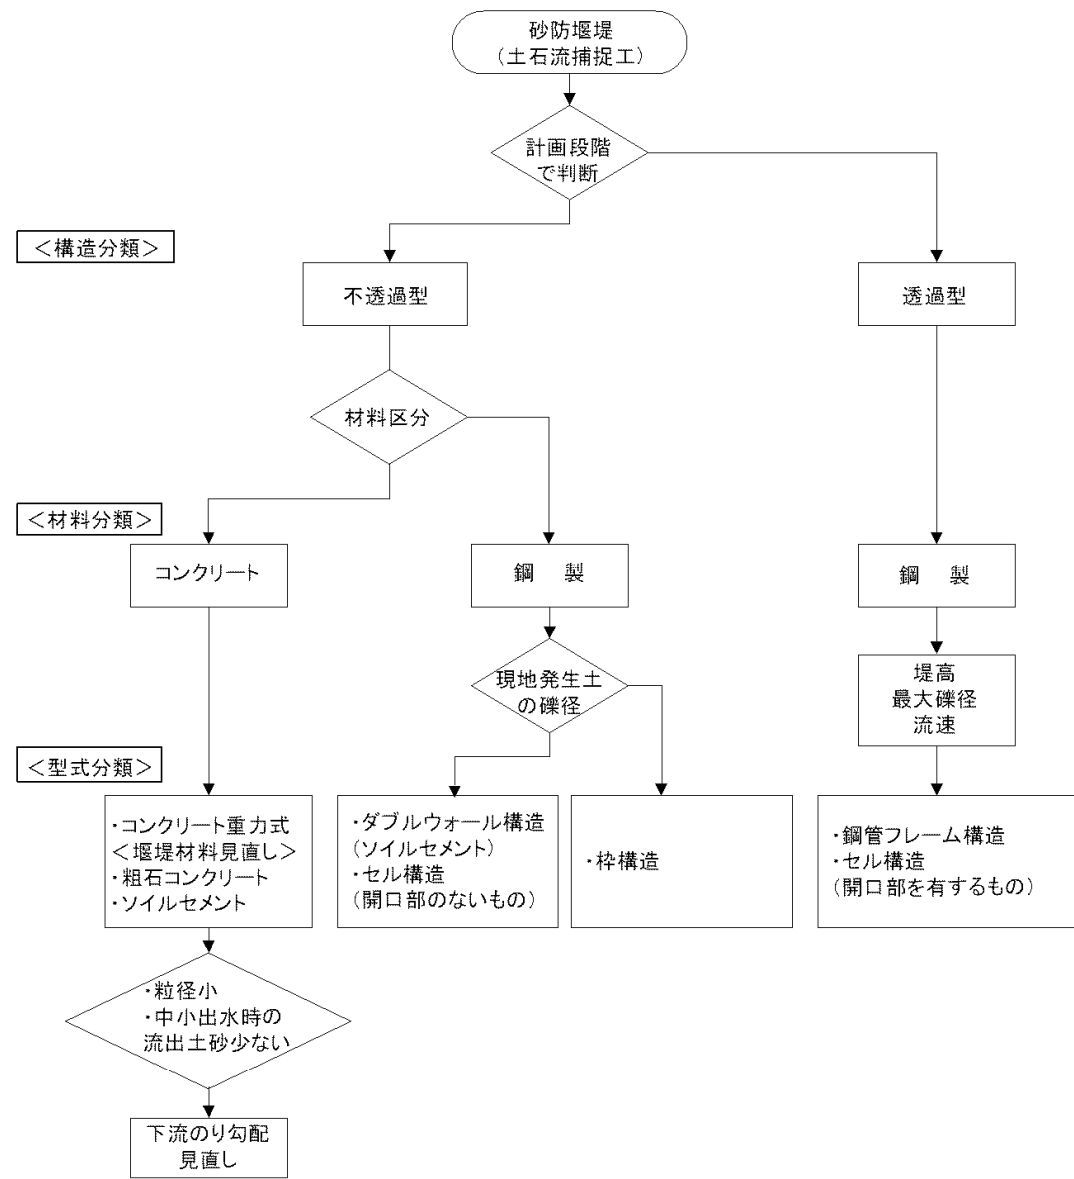 砂防堰堤
(土石流捕捉工)
計画段階
で判断
＜構造分類＞
不透過型
透過型
材料区分
＜材料分類＞
コンクリート
鋼　製
鋼　製
現地発生土
の礫径
堤高
最大礫径
流速
＜型式分類＞
・コンクリート重力式
＜堰堤材料見直し＞
・粗石コンクリート
・ソイルセメント
・ダブルウォール構造
(ソイルセメント)
・セル構造
(開口部のないもの)
・枠構造
・鋼管フレーム構造
・セル構造
(開口部を有するもの)
・粒径小
・中小出水時の
流出土砂少ない
下流のり勾配
見直し